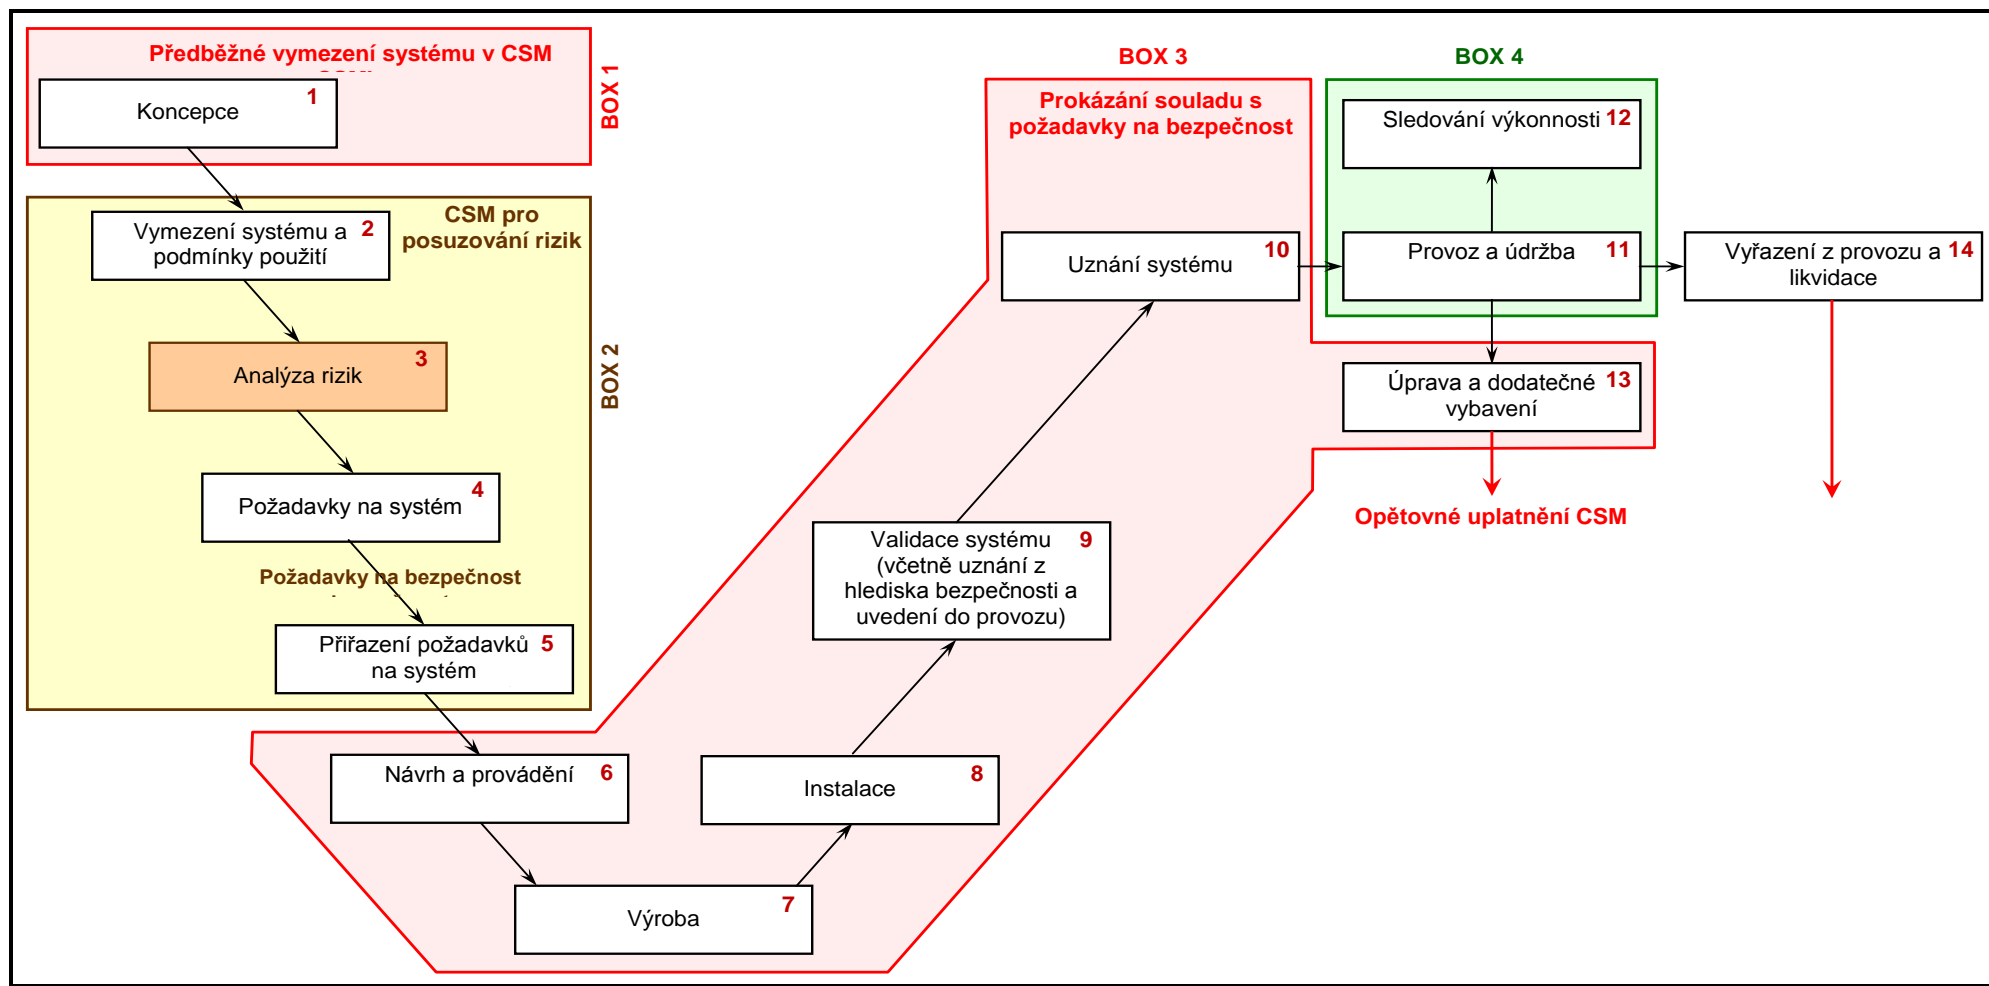 Předběžné vymezení systému v CSM
BOX 1
Koncepce 1
CSM pro
posuzování rizik
BOX 2
Vymezení systému a 2
podmínky použití
Analýza rizik 3
Požadavky na systém 4
Požadavky na bezpečnost
Přiřazení požadavků 5
na systém
Návrh a provádění 6
Výroba 7
Instalace 8
Validace systému 9
(včetně uznání z
hlediska bezpečnosti a
uvedení do provozu)
BOX 3
Prokázání souladu s
požadavky na bezpečnost
Uznání systému 10
BOX 4
Sledování výkonnosti 12
Provoz a údržba 11
Úprava a dodatečné 13
vybavení
Vyřazení z provozu a 14
likvidace
Opětovné uplatnění CSM